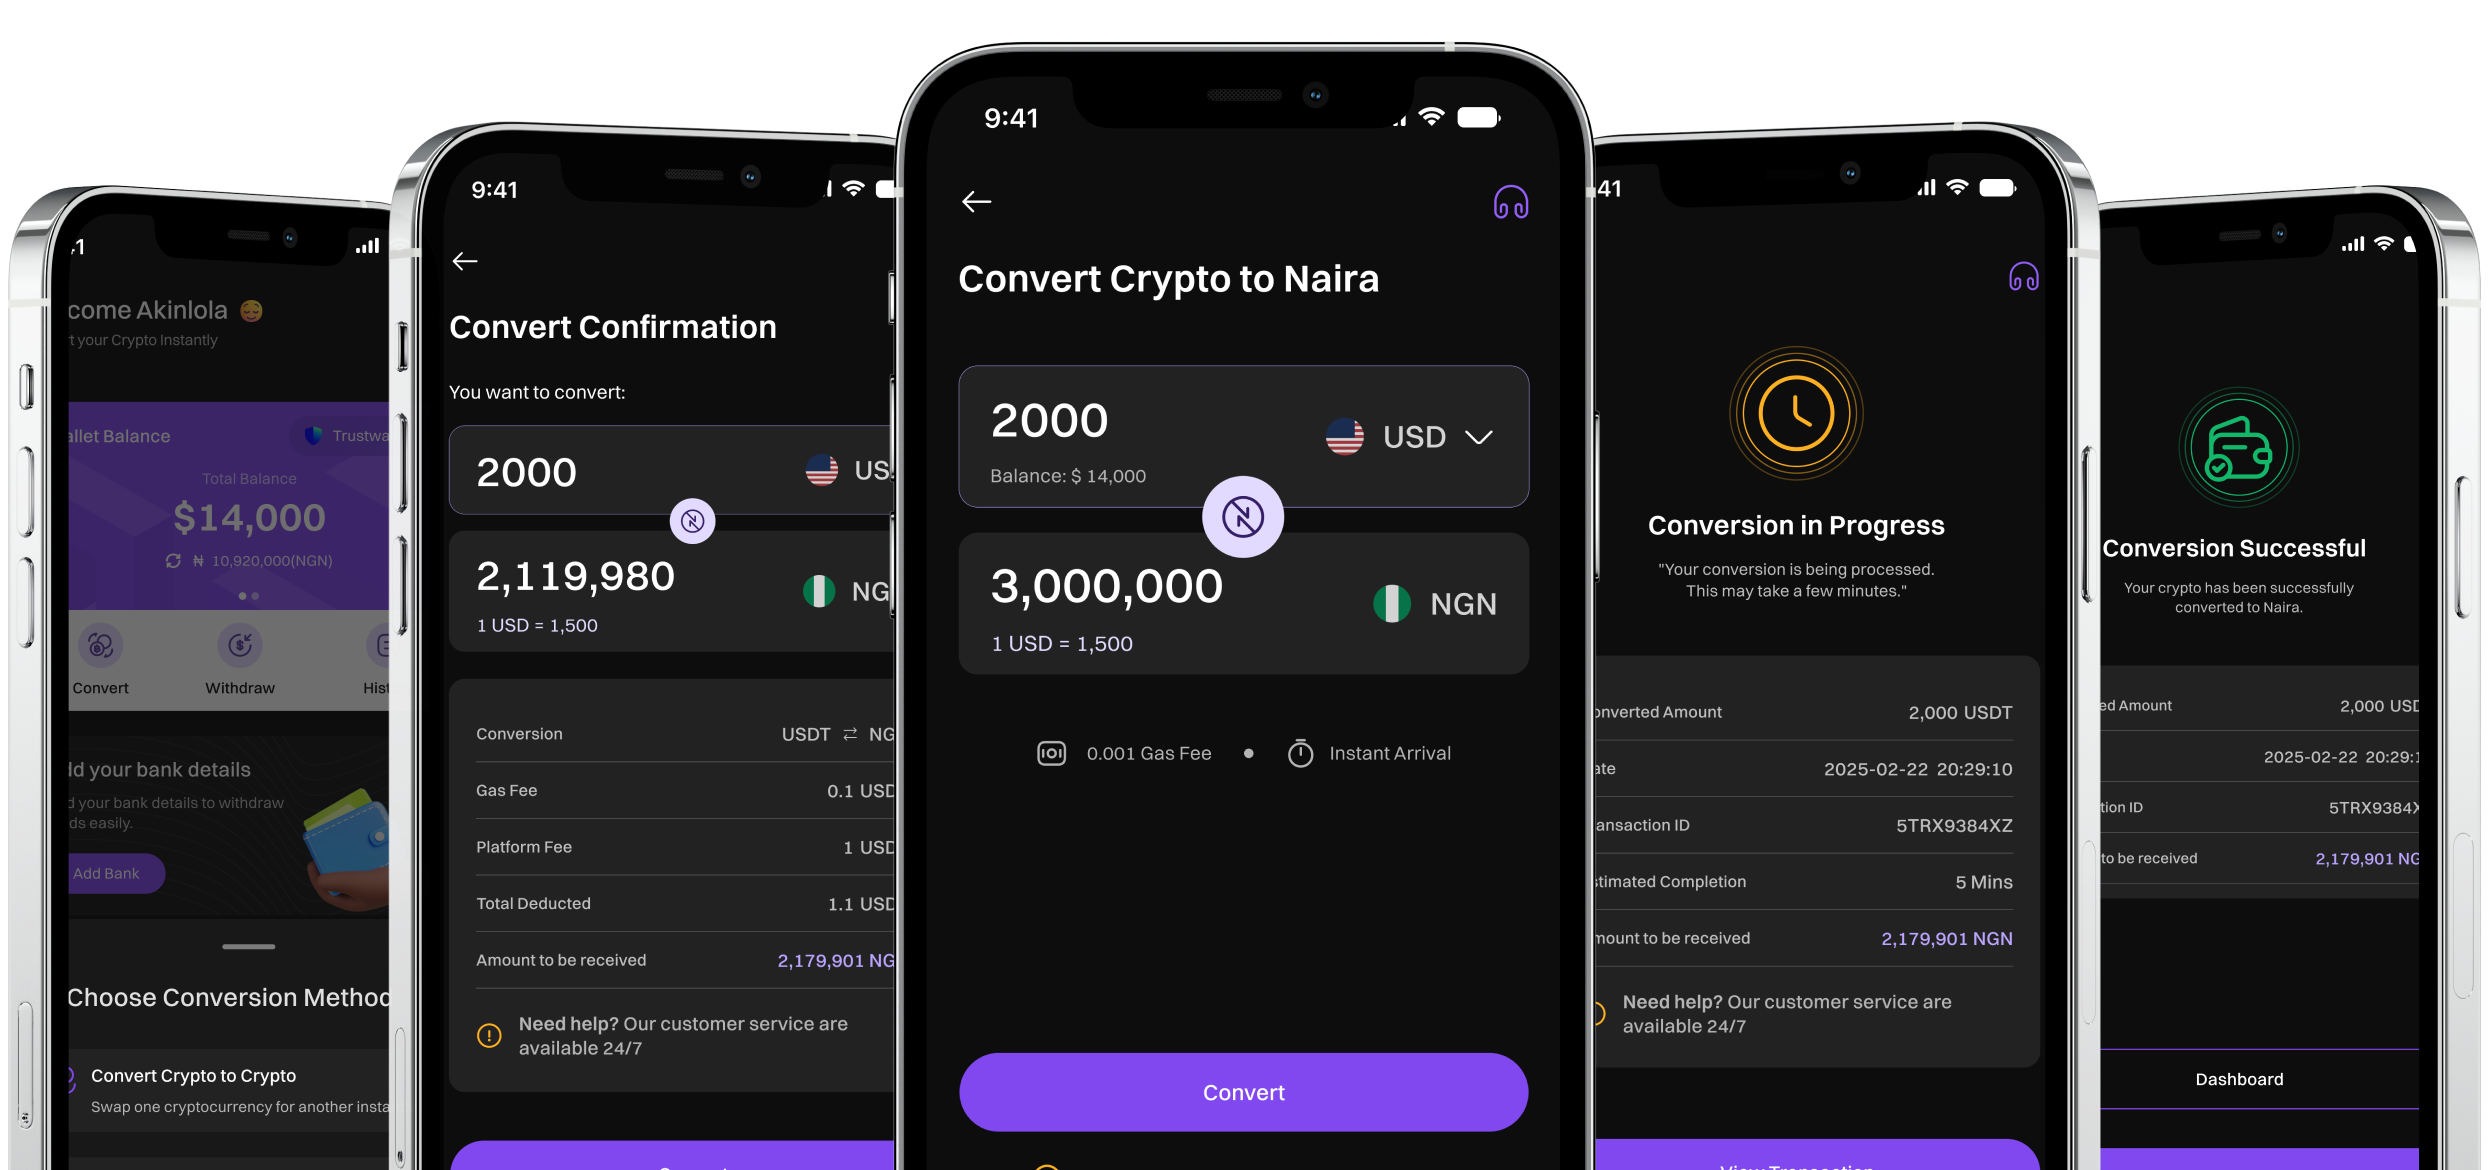 come Akinlola
t your Crypto Instantly
allet Balance
Trustwa
Total Balance
$14,000
₦ 10,920,000(NGN)
Convert
Withdraw
Hist
dd your bank details
d your bank details to withdraw
ds easily.
Add Bank
Choose Conversion Method
Convert Crypto to Crypto
Swap one cryptocurrency for another insta
9:41
Convert Confirmation
You want to convert:
2000
US
2,119,980
NG
1 USD = 1,500
Conversion
USDT ⇄ NG
Gas Fee
0.1 USD
Platform Fee
1 USD
Total Deducted
1.1 USD
Amount to be received
2,179,901 NG
Need help? Our customer service are
available 24/7
9:41
Convert Crypto to Naira
2000
USD
Balance: $ 14,000
3,000,000
NGN
1 USD = 1,500
0.001 Gas Fee • Instant Arrival
Convert
41
Conversion in Progress
"Your conversion is being processed.
This may take a few minutes."
onverted Amount
2,000 USDT
ate
2025-02-22 20:29:10
ansaction ID
5TRX9384XZ
stimated Completion
5 Mins
mount to be received
2,179,901 NGN
Need help? Our customer service are
available 24/7
View Transaction
Conversion Successful
Your crypto has been successfully
converted to Naira.
ed Amount
2,000 USD
2025-02-22 20:29:1
tion ID
5TRX9384X
to be received
2,179,901 NG
Dashboard